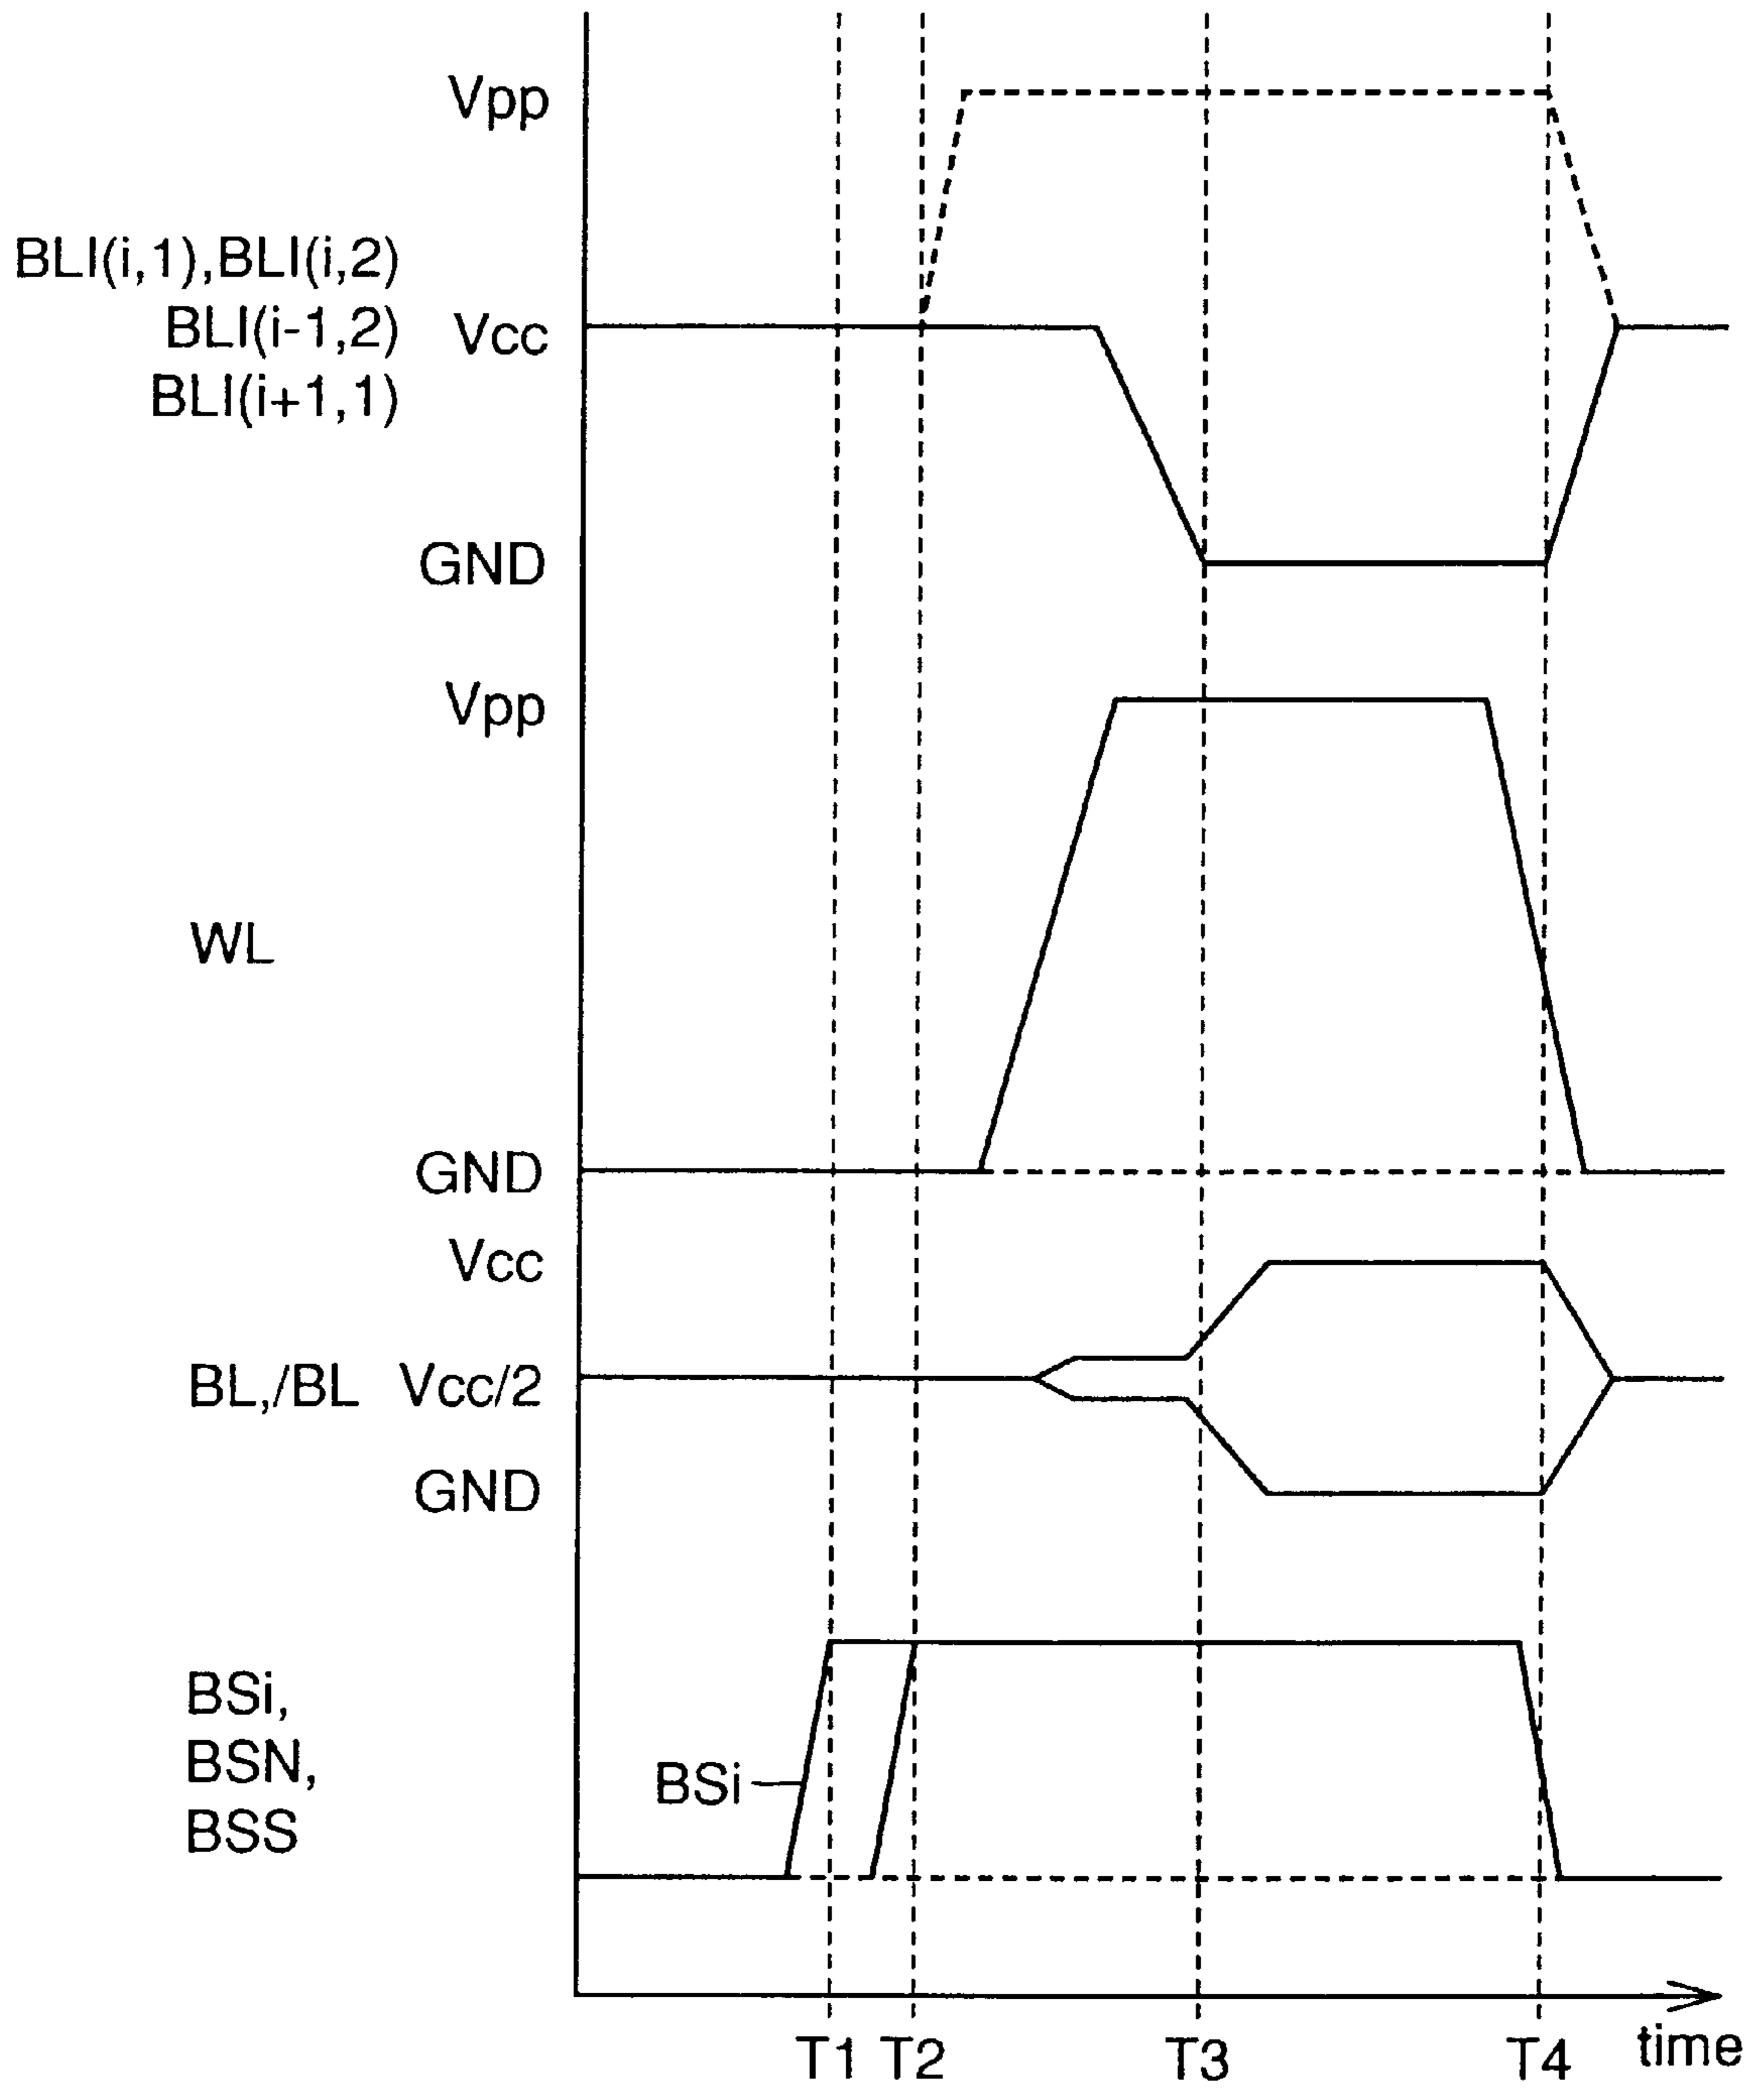 Vpp
BLI(i,1),BLI(i,2)
BLI(i-1,2)
Vcc
BLI(i+1,1)
GND
Vpp
WL
GND
Vcc
BL,/BL Vcc/2
GND
BSi,
BSN,
BSi
BSS
T1 T2 T3 T4 time